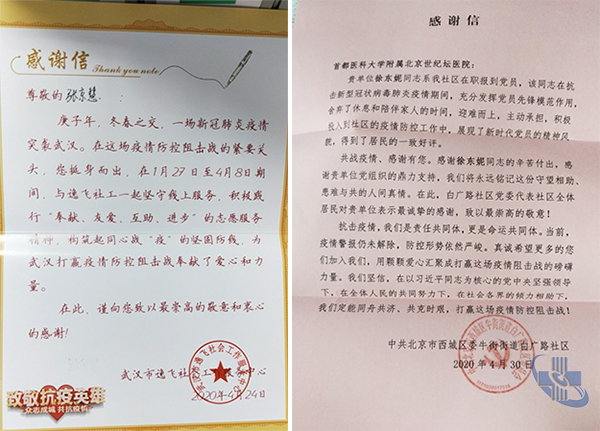 感谢信
Thank you note
尊敬的张京慧：
庚子年，冬春之交，一场新冠肺炎疫情
突袭武汉。在这场疫情防控阻击战的紧要关
头，您挺身而出，在1月27日至4月8日期
间，与逸飞社工一起坚守线上服务，积极践
行“奉献、友爱、互助、进步”的志愿服务
精神，构筑起同心战“疫”的坚固防线，为
武汉打赢疫情防控阻击战奉献了爱心和力
量。
在此，谨向您致以最崇高的敬意和衷心
的感谢！
武汉市逸飞社会工作服务中心
2020年4月24日
致敬抗疫英雄
众志成城 共抗疫情
感谢信
首都医科大学附属北京世纪坛医院：
贵单位徐东妮同志系我社区在职报到党员，该同志在抗
击新型冠状病毒肺炎疫情期间，充分发挥党员先锋模范作用，
舍弃了休息和陪伴家人的时间，迎难而上，主动承担，积极
投入到社区的疫情防控工作中，展现了新时代党员的精神风
貌，得到了居民的一致好评。
共战疫情、感谢有您。感谢徐东妮同志的辛苦付出，感
谢贵单位党组织的鼎力支持，我们将永远铭记这份守望相助、
患难与共的人间真情。在此，白广路社区党委代表社区全体
居民对贵单位表示最诚挚的感谢，致以最崇高的敬意！
抗击疫情，我们是责任共同体，更是命运共同体。当前，
疫情警报仍未解除，防控形势依然严峻。真诚希望更多的您
们加入我们，用颗颗爱心汇聚成打赢这场疫情阻击战的磅礴
力量。我们坚信，在以习近平同志为核心的党中央坚强领导
下，在全体人民的共同努力下，在社会各界的倾力相助下，
我们定能同舟共济、共克时艰，打赢这场疫情防控阻击战！
中共北京市西城区委牛街街道白广路社区
2020年4月30日